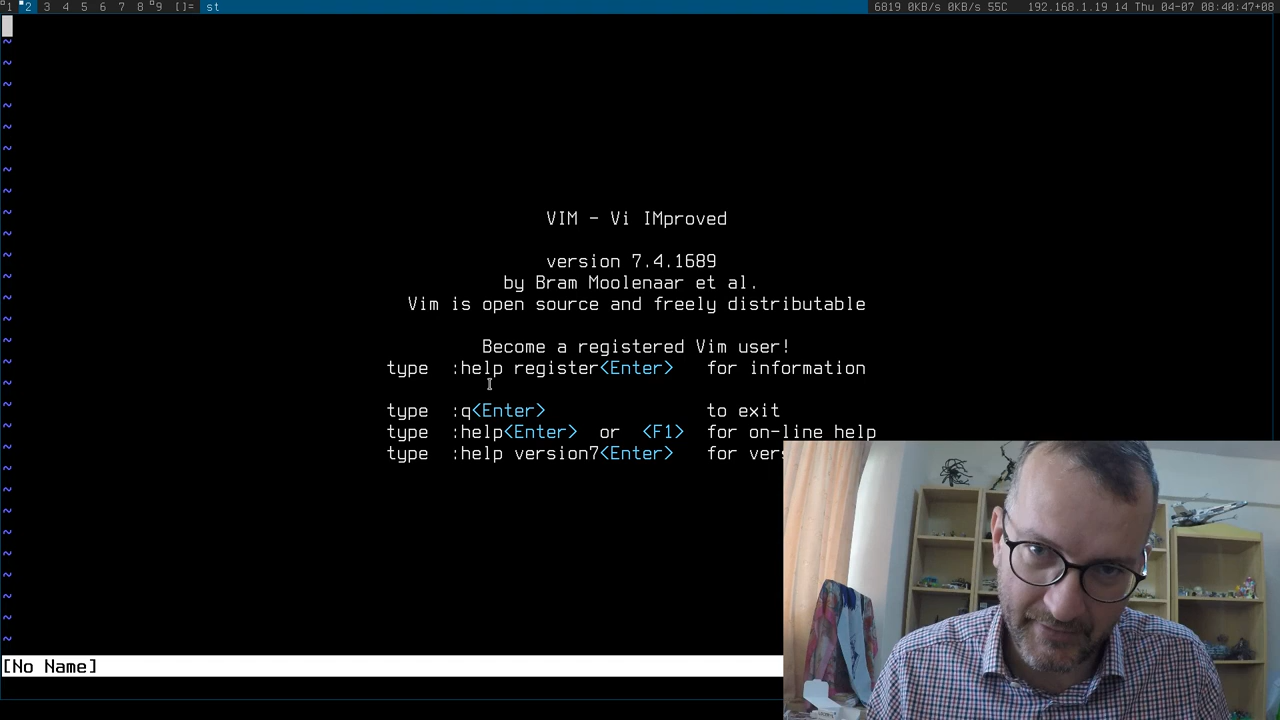 1 2 3 4 5 6 7 8 9 []= st 6819 0KB/s 0KB/s 55C 192.168.1.19 14 Thu 04-07 08:40:47+08
~
~
~
~
~
~
~
~
VIM - Vi IMproved
~
~
version 7.4.1689
~
by Bram Moolenaar et al.
~
Vim is open source and freely distributable
~
~
Become a registered Vim user!
~
type :help register<Enter> for information
~
~
type :q<Enter> to exit
~
type :help<Enter> or <F1> for on-line help
~
type :help version7<Enter> for ver
~
~
~
~
~
~
~
~
~
[No Name]